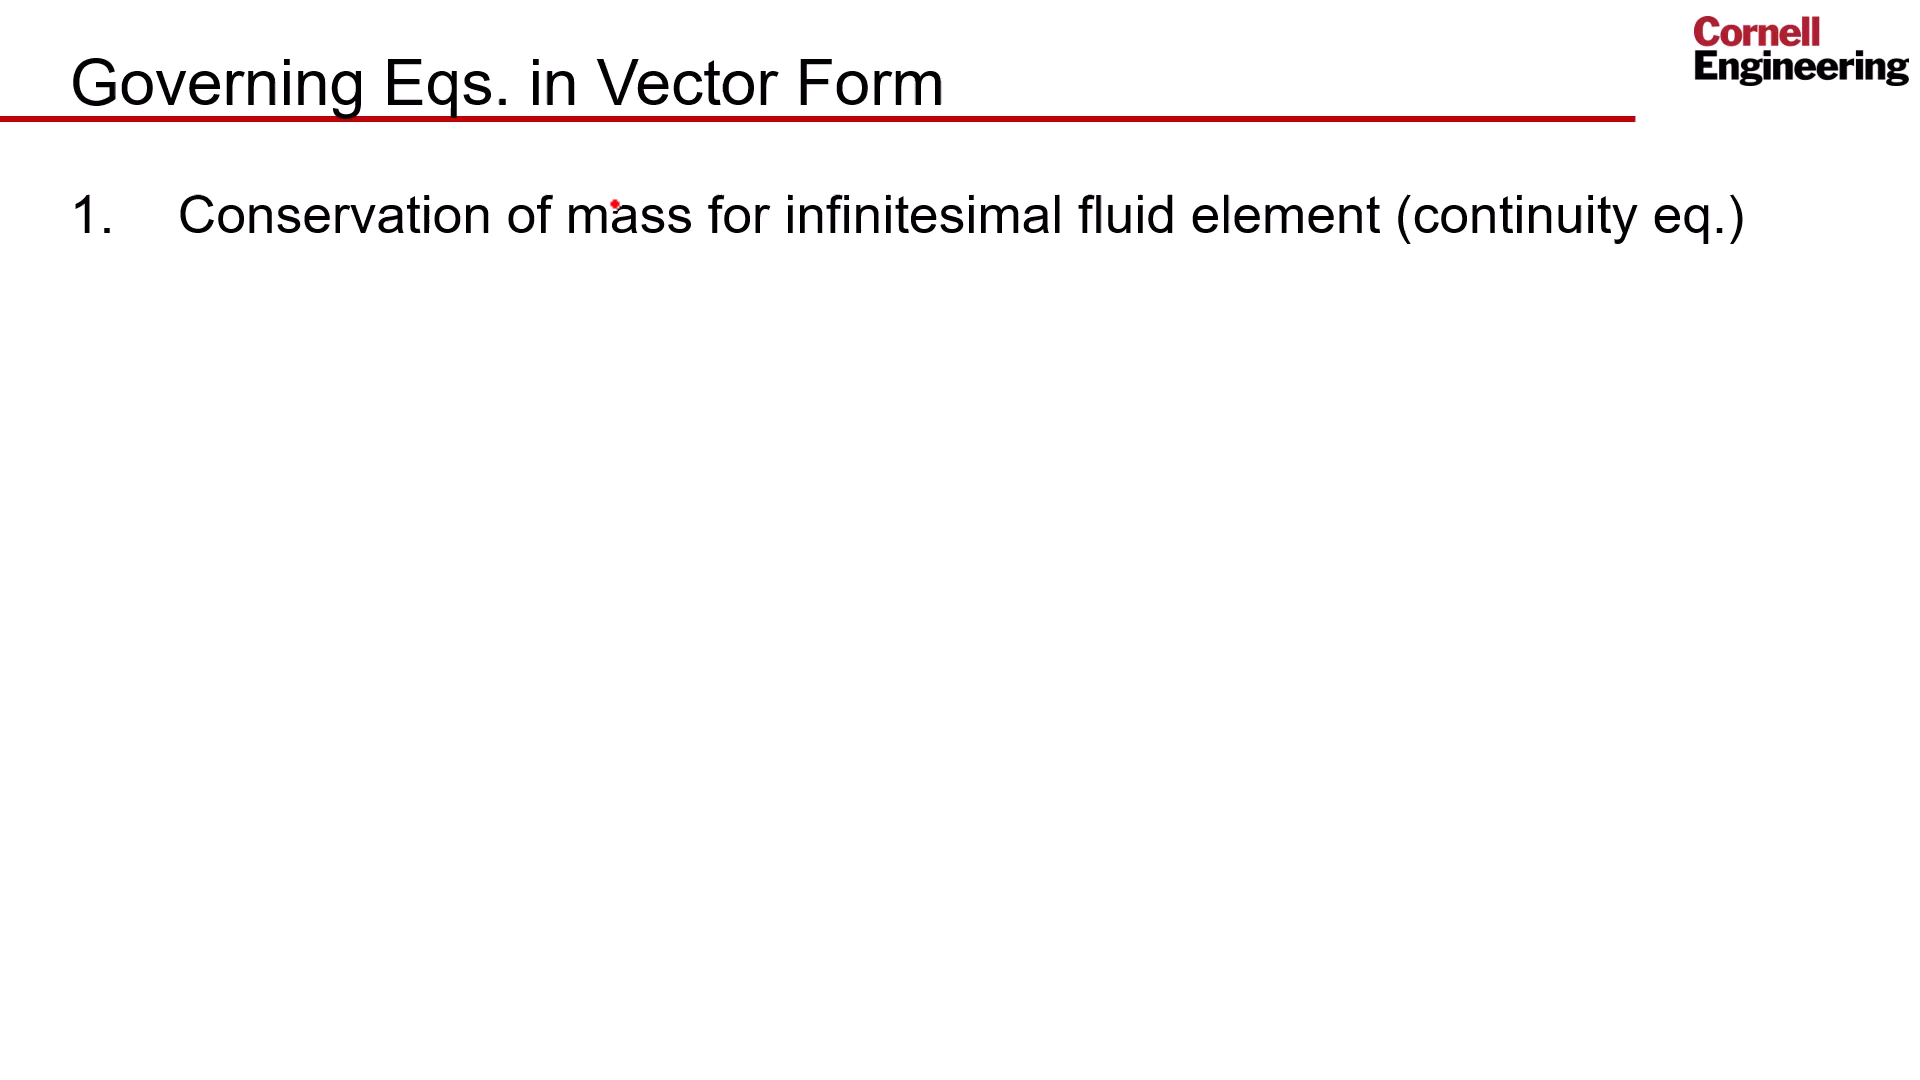 Cornell
Engineering
Governing Eqs. in Vector Form
1. Conservation of mass for infinitesimal fluid element (continuity eq.)